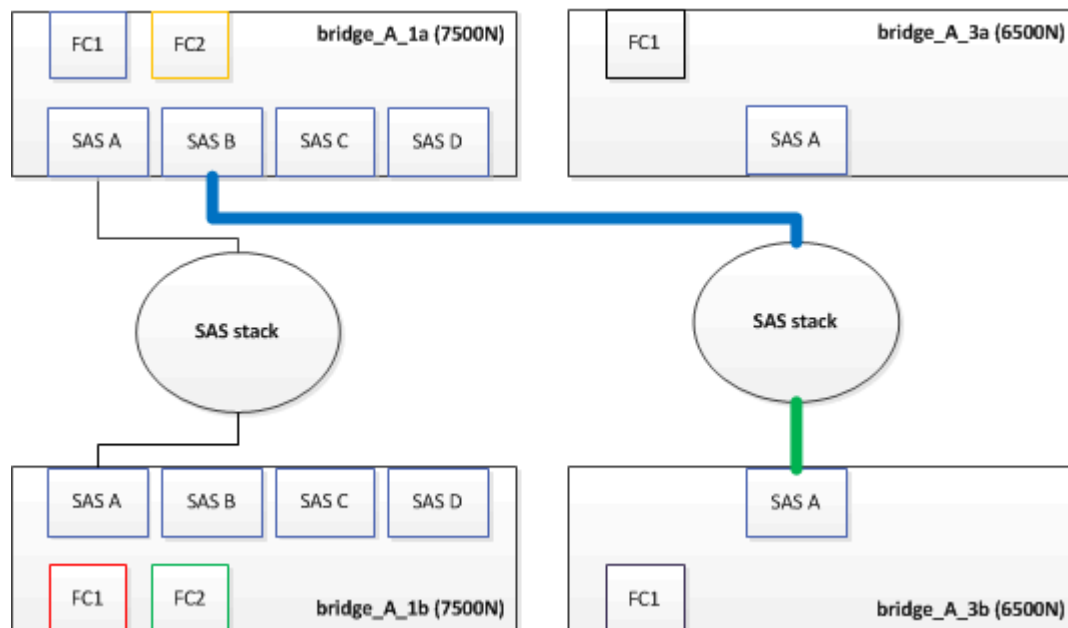 bridge_A_1a (7500N)
FC1
FC2
SAS A
SAS B
SAS C
SAS D
bridge_A_3a (6500N)
FC1
SAS A
SAS stack
SAS stack
SAS A
SAS B
SAS C
SAS D
FC1
FC2
bridge_A_1b (7500N)
SAS A
FC1
bridge_A_3b (6500N)